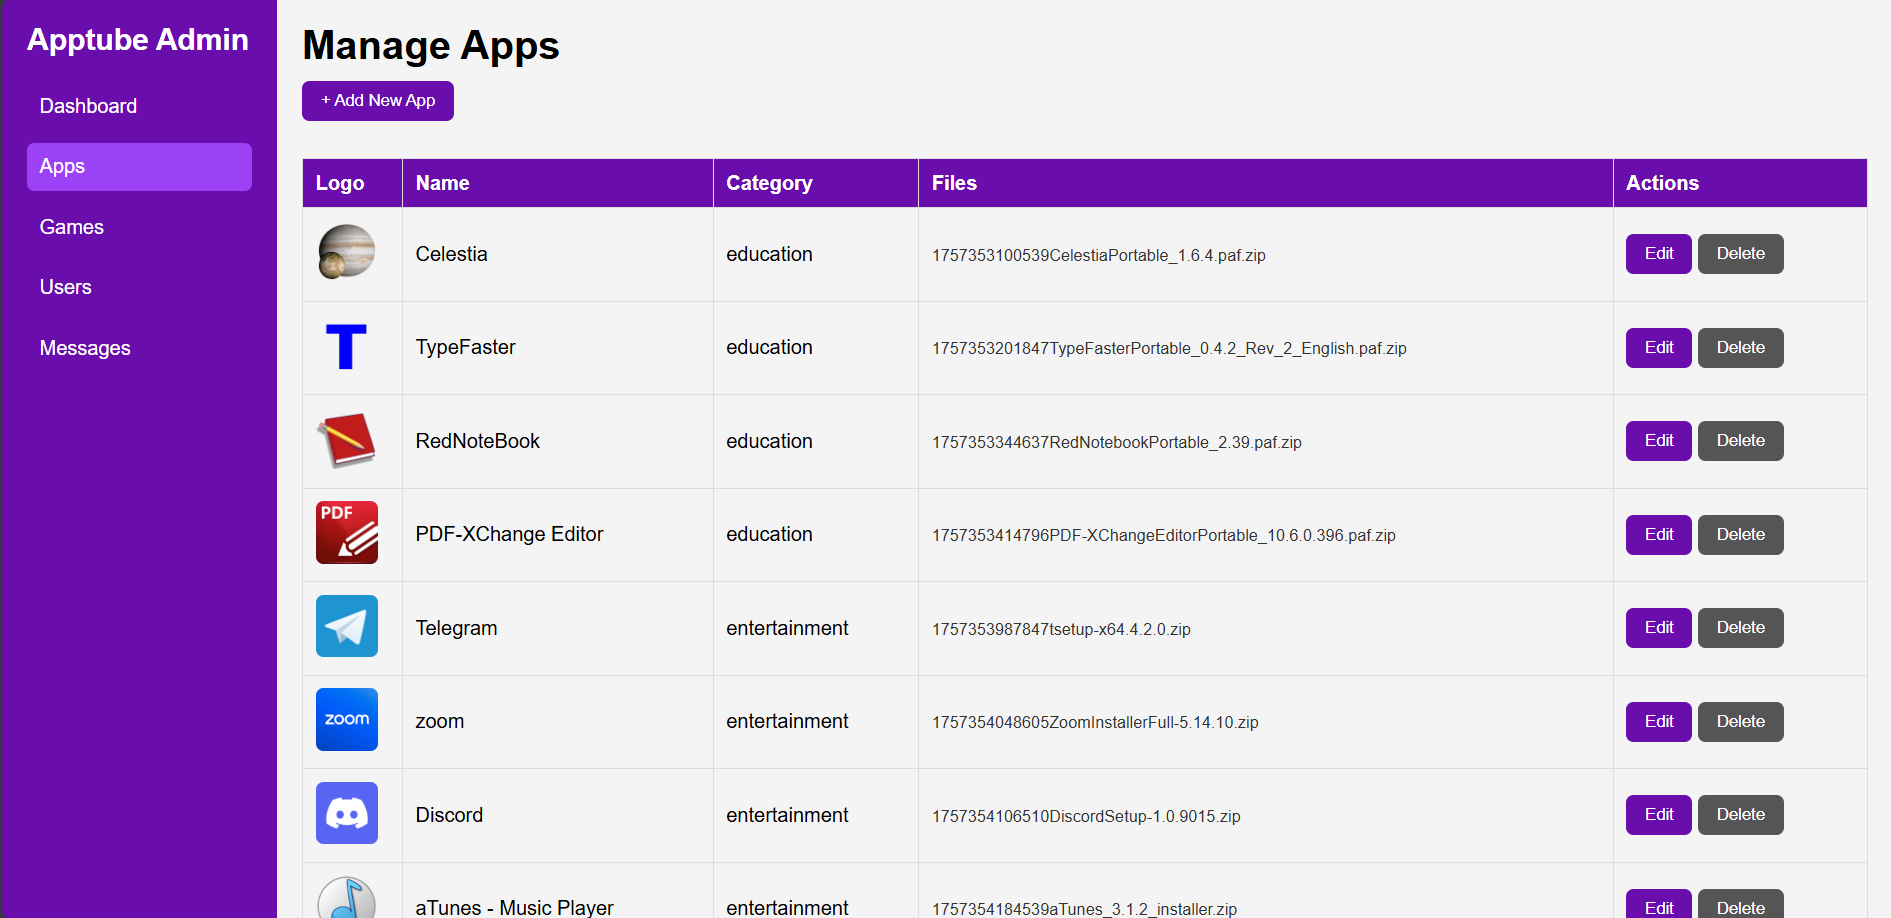 Apptube Admin
Dashboard
Apps
Games
Users
Messages
Manage Apps
+ Add New App
Logo Name Category Files Actions
Celestia education 1757353100539CelestiaPortable_1.6.4.paf.zip Edit Delete
T TypeFaster education 1757353201847TypeFasterPortable_0.4.2_Rev_2_English.paf.zip Edit Delete
RedNoteBook education 1757353344637RedNotebookPortable_2.39.paf.zip Edit Delete
PDF PDF-XChange Editor education 1757353414796PDF-XChangeEditorPortable_10.6.0.396.paf.zip Edit Delete
Telegram entertainment 1757353987847tsetup-x64.4.2.0.zip Edit Delete
zoom zoom entertainment 1757354048605ZoomInstallerFull-5.14.10.zip Edit Delete
Discord entertainment 1757354106510DiscordSetup-1.0.9015.zip Edit Delete
aTunes - Music Player entertainment 1757354184539aTunes_3.1.2_installer.zip Edit Delete